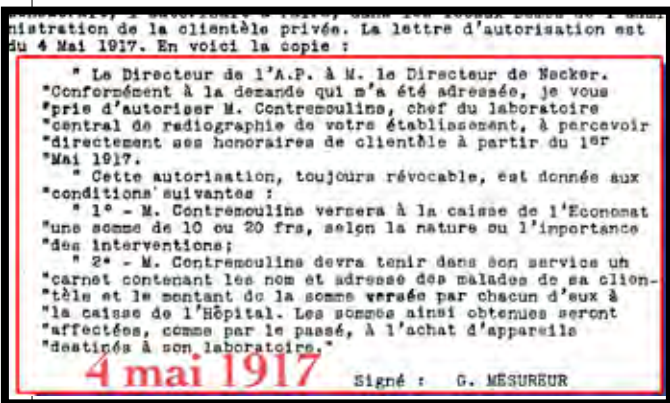 nistration de la clientèle privée. La lettre d'autorisation est
du 4 Mai 1917. En voici la copie :
" Le Directeur de l'A.P. à M. le Directeur de Necker.
"Conformément à la demande qui m'a été adressée, je vous
"prie d'autoriser M. Contremoulins, chef du laboratoire
"central de radiographie de votre établissement, à percevoir
"directement ses honoraires de clientèle à partir du 1er
"Mai 1917.
" Cette autorisation, toujours révocable, est donnée aux
"conditions suivantes :
" 1° - M. Contremoulins versera à la caisse de l'Economat
"une somme de 10 ou 20 frs, selon la nature ou l'importance
"des interventions;
" 2° - M. Contremoulins devra tenir dans son service un
"carnet contenant les nom et adresse des malades de sa clien-
"tèle et le montant de la somme versée par chacun d'eux à
"la caisse de l'Hôpital. Les sommes ainsi obtenues seront
"affectées, comme par le passé, à l'achat d'appareils
"destinés à son laboratoire."
4 mai 1917
Signé : G. MESUREUR